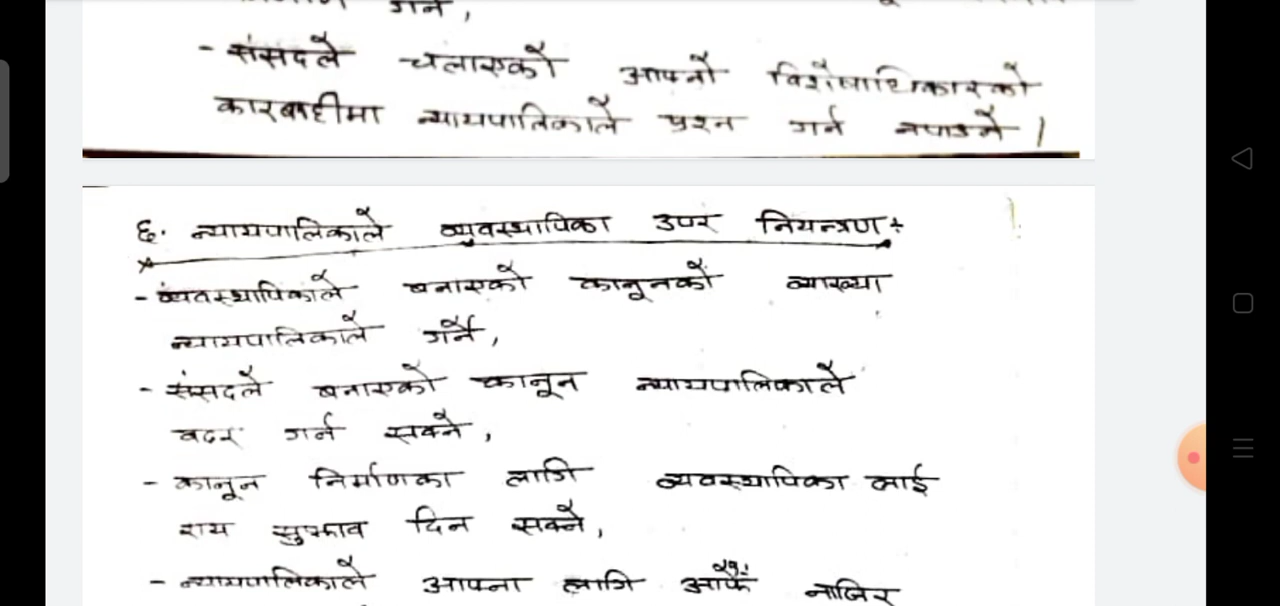 गर्ने,
- संसदले चलाएको आफ्नो विशेषाधिकारको
कारबाहीमा न्यायपालिकाले प्रश्न गर्न नपाउने।
६. न्यायपालिकाले व्यवस्थापिका उपर नियन्त्रण ÷
- व्यवस्थापिकाले बनाएको कानूनको व्याख्या
न्यायपालिकाले गर्ने,
- संसदले बनाएको कानून न्यायपालिकाले
बदर गर्न सक्ने,
- कानून निर्माणका लागि व्यवस्थापिका लाई
राय सुझाव दिन सक्ने,
- न्यायपालिकाले आफ्ना लागि आफैं नाजिर